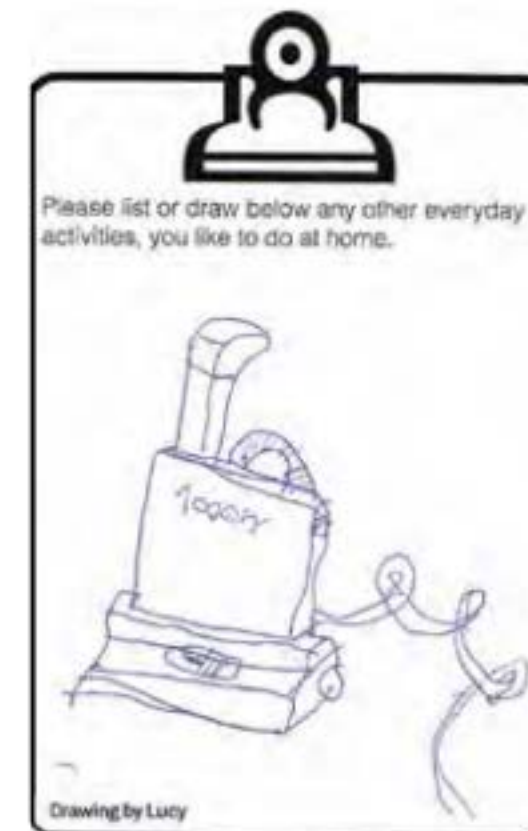 Please list or draw below any other everyday
activities, you like to do at home.
Drawing by Lucy